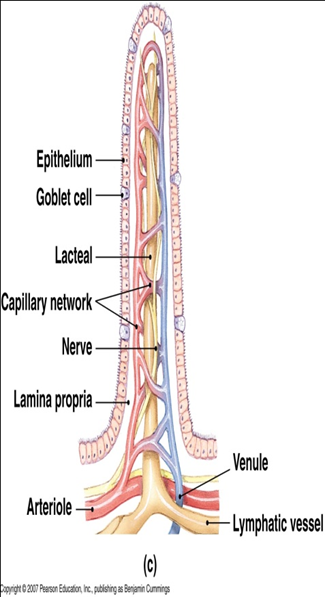 Epithelium
Goblet cell
Lacteal
Capillary network
Nerve
Lamina propria
Venule
Arteriole
Lymphatic vessel
(c)
Copyright © 2007 Pearson Education, Inc., publishing as Benjamin Cummings